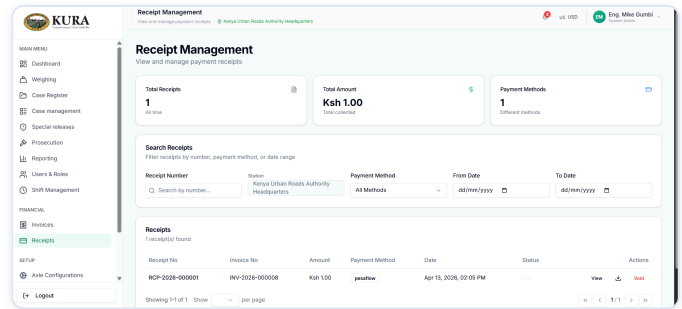 KURA
Receipt Management
View and manage payment receipts
Kenya Urban Roads Authority Headquarters
2
us USD
EM
Eng. Mike Gumbi
System Admin
MAIN MENU
Dashboard
Weighing
Case Register
Case management
Special releases
Prosecution
Reporting
Users & Roles
Shift Management
FINANCIAL
Invoices
Receipts
SETUP
Axle Configurations
Logout
Receipt Management
View and manage payment receipts
Total Receipts
1
All time
Total Amount
$
Ksh 1.00
Total collected
Payment Methods
1
Different methods
Search Receipts
Filter receipts by number, payment method, or date range
Receipt Number
Station
Payment Method
From Date
To Date
Search by number...
Kenya Urban Roads Authority
Headquarters
All Methods
dd/mm/yyyy
dd/mm/yyyy
Receipts
1 receipt(s) found
Receipt No Invoice No Amount Payment Method Date Status Actions
RCP-2026-000001 INV-2026-000008 Ksh 1.00 pesaflow Apr 13, 2026, 02:05 PM View Void
Showing 1-1 of 1 Show per page
« < 1 / 1 > »